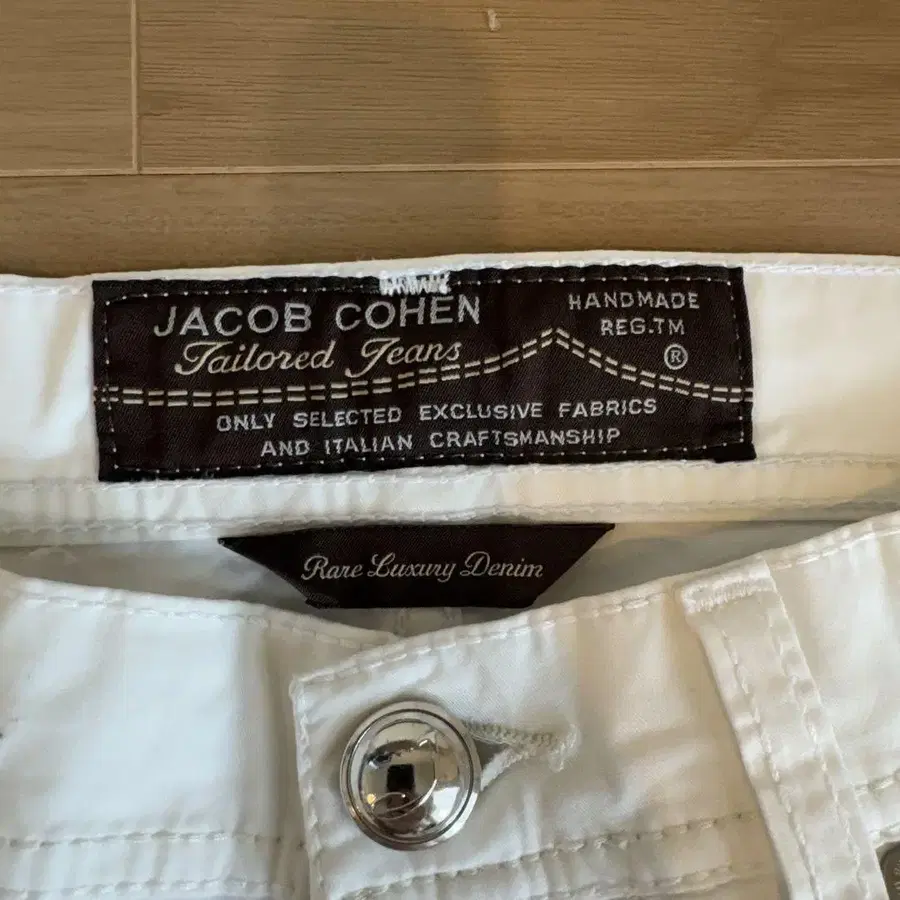 JACOB COHEN
Tailored Jeans
HANDMADE
REG.TM
®
ONLY SELECTED EXCLUSIVE FABRICS
AND ITALIAN CRAFTSMANSHIP
Rare Luxury Denim